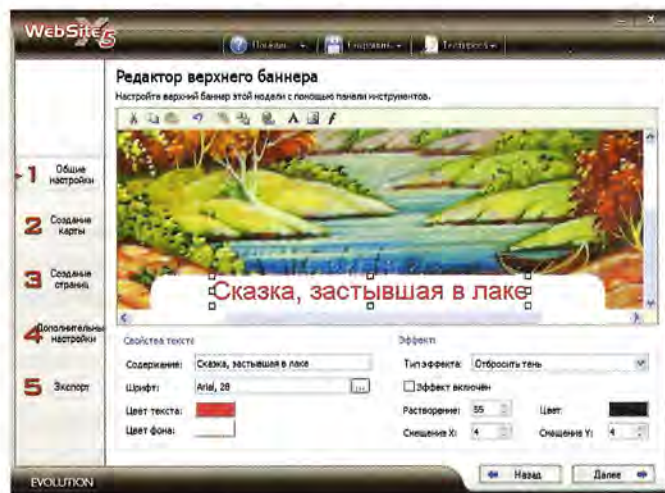 WebSite X5
Редактор верхнего баннера
Настройте верхний баннер этой модели с помощью панели инструментов.
1 Общие настройки
2 Создание карты
3 Создание страниц
4 Дополнительные настройки
5 Экспорт
Сказка, застывшая в лаке
Свойства текста
Содержание: Сказка, застывшая в лаке
Шрифт: Arial, 28 ...
Цвет текста:
Цвет фона:
Эффект
Тип эффекта: Отбросить тень
Эффект включен
Растворение: 55 Цвет:
Смещение X: 4 Смещение Y: 4
EVOLUTION
Назад Далее